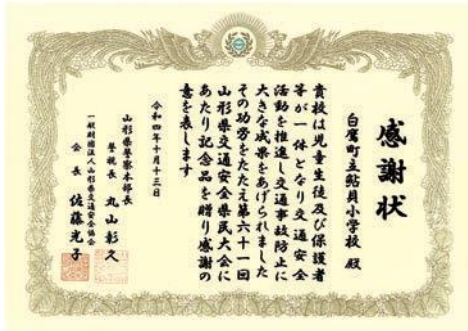 感謝状
白鷹町立鮎貝小学校 殿
貴校は児童生徒及び保護者
等が一体となり交通安全
活動を推進し交通事故防止に
大きな成果をあげられました
その功労をたたえ第六十一回
山形県交通安全県民大会に
あたり記念品を贈り感謝の
意を表します
令和四年十月十三日
山形県警察本部長
警視長 丸山彰久
一般財団法人山形県交通安全協会
会長 佐藤光子